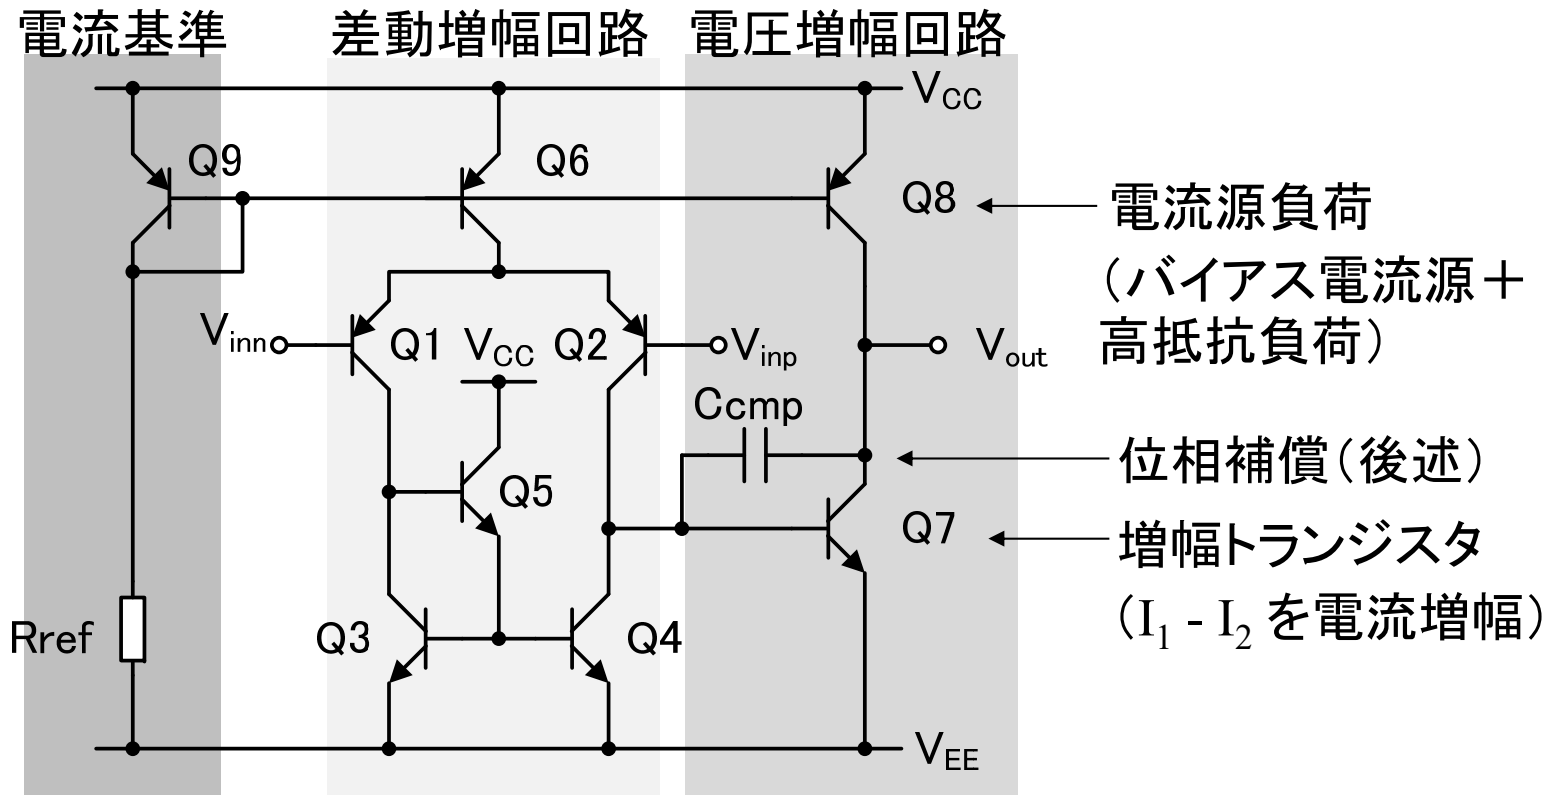 電流基準
差動増幅回路
電圧増幅回路
VCC
Q9
Q6
Q8
電流源負荷
（バイアス電流源＋
高抵抗負荷）
Vinn
Q1
VCC
Q2
Vinp
Vout
Ccmp
位相補償（後述）
Q5
Q7
増幅トランジスタ
（I1 - I2 を電流増幅）
Rref
Q3
Q4
VEE